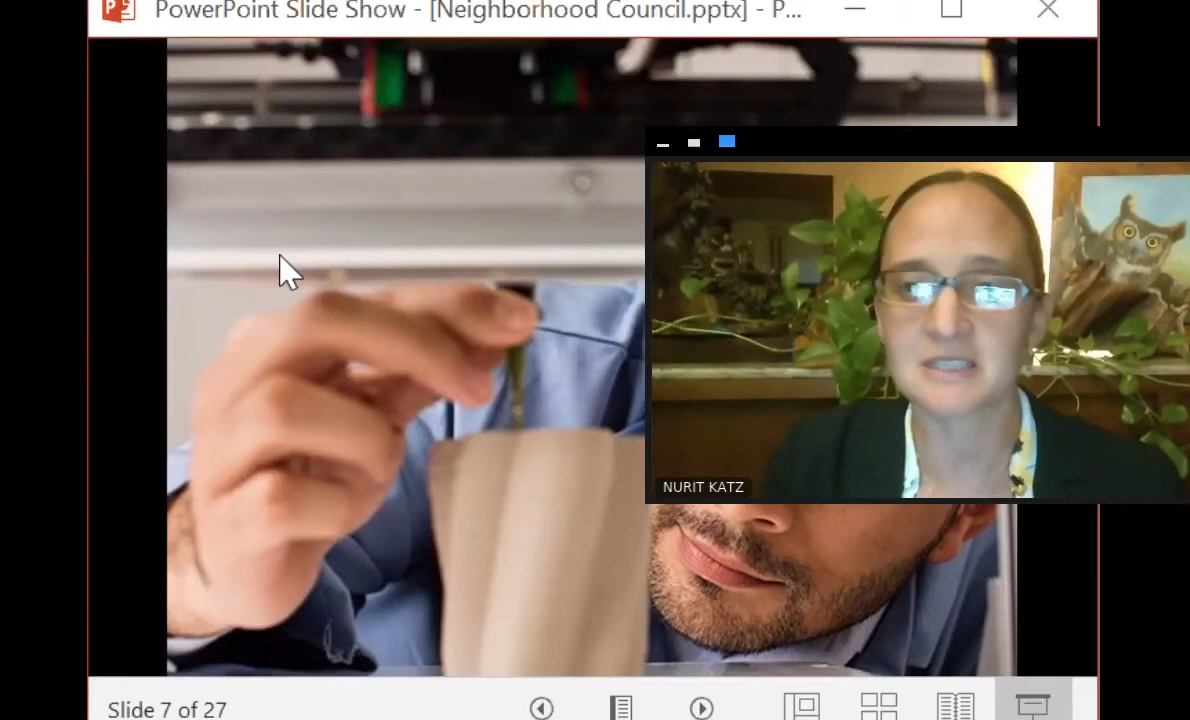 PowerPoint Slide Show - [Neighborhood Council.pptx] - P...
NURIT KATZ
Slide 7 of 27